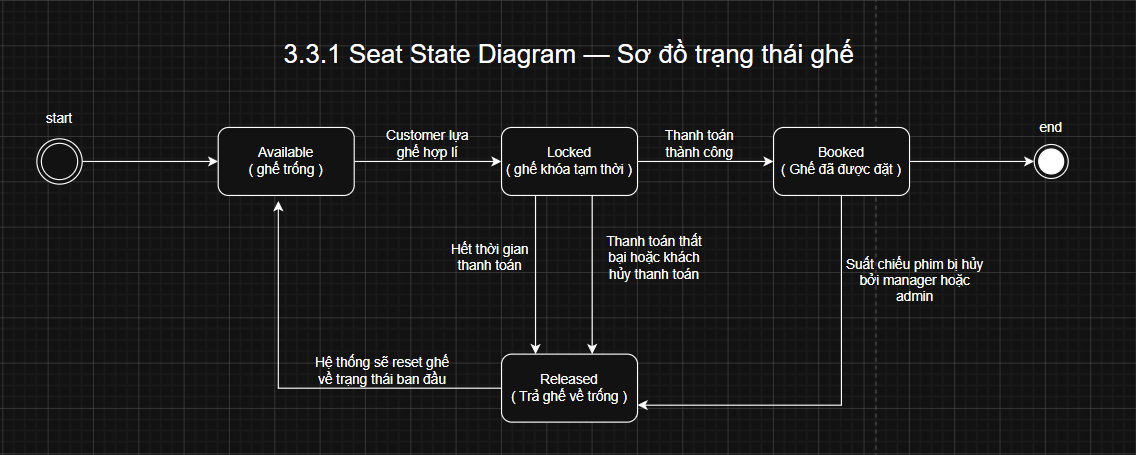 3.3.1 Seat State Diagram — Sơ đồ trạng thái ghế
start
Available
( ghế trống )
Customer lựa
ghế hợp lí
Locked
( ghế khóa tạm thời )
Thanh toán
thành công
Booked
( Ghế đã được đặt )
end
Hết thời gian
thanh toán
Thanh toán thất
bại hoặc khách
hủy thanh toán
Suất chiếu phim bị hủy
bởi manager hoặc
admin
Hệ thống sẽ reset ghế
về trạng thái ban đầu
Released
( Trả ghế về trống )